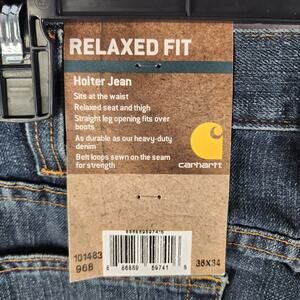 RELAXED FIT
Holter Jean
Sits at the waist
Relaxed seat and thigh
Straight leg opening fits over
boots
As durable as our heavy-duty
denim
Belt loops sewn on the seam
for strength
carhartt
101483
968
36X34